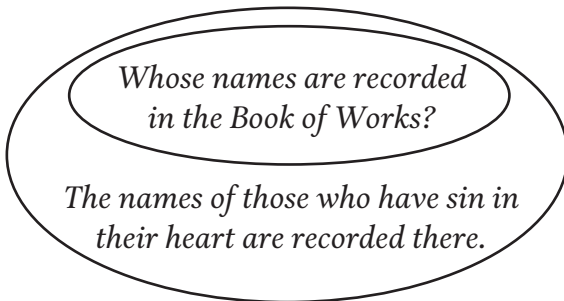 Whose names are recorded
in the Book of Works?
The names of those who have sin in
their heart are recorded there.